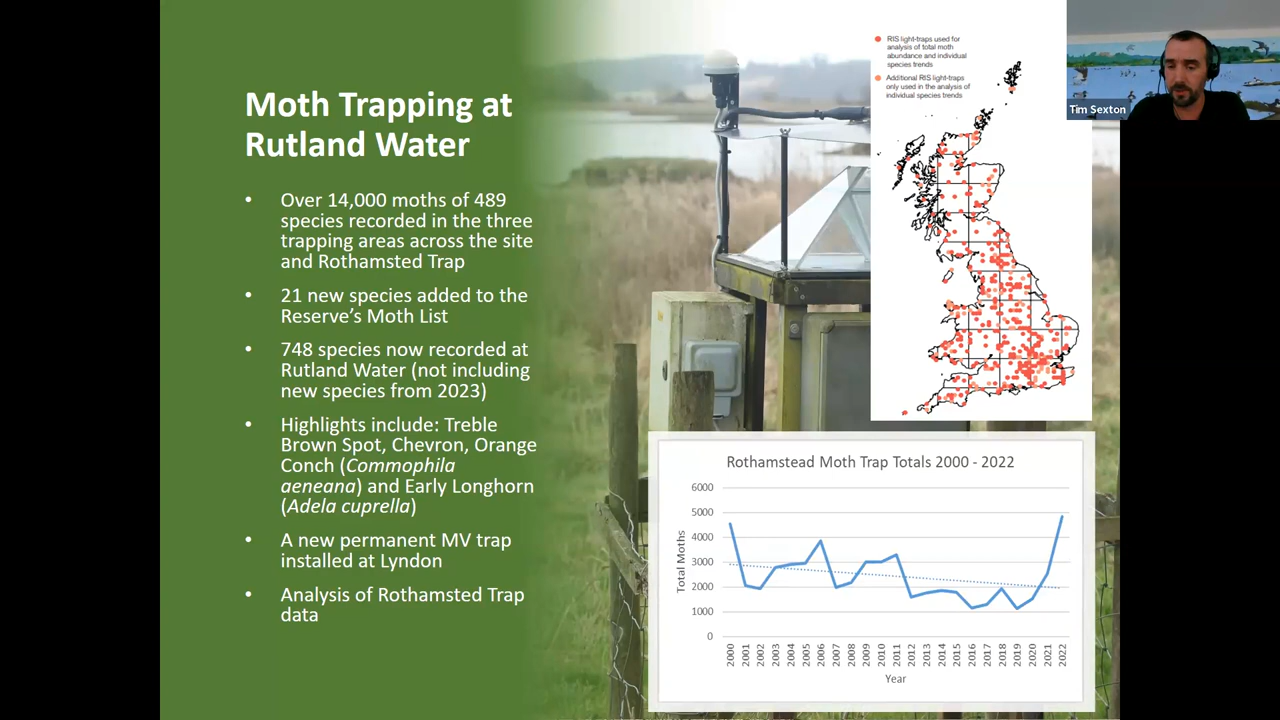 Moth Trapping at
Rutland Water
• Over 14,000 moths of 489
species recorded in the three
trapping areas across the site
and Rothamsted Trap
• 21 new species added to the
Reserve's Moth List
• 748 species now recorded at
Rutland Water (not including
new species from 2023)
• Highlights include: Treble
Brown Spot, Chevron, Orange
Conch (Commophila
aeneana) and Early Longhorn
(Adela cuprella)
• A new permanent MV trap
installed at Lyndon
• Analysis of Rothamsted Trap
data
RIS light-traps used for
analysis of total moth
abundance and individual
species trends
Additional RIS light-traps
only used in the analysis of
individual species trends
Tim Sexton
Rothamstead Moth Trap Totals 2000 - 2022
Total Moths
6000
5000
4000
3000
2000
1000
0
2000 2001 2002 2003 2004 2005 2006 2007 2008 2009 2010 2011 2012 2013 2014 2015 2016 2017 2018 2019 2020 2021 2022
Year